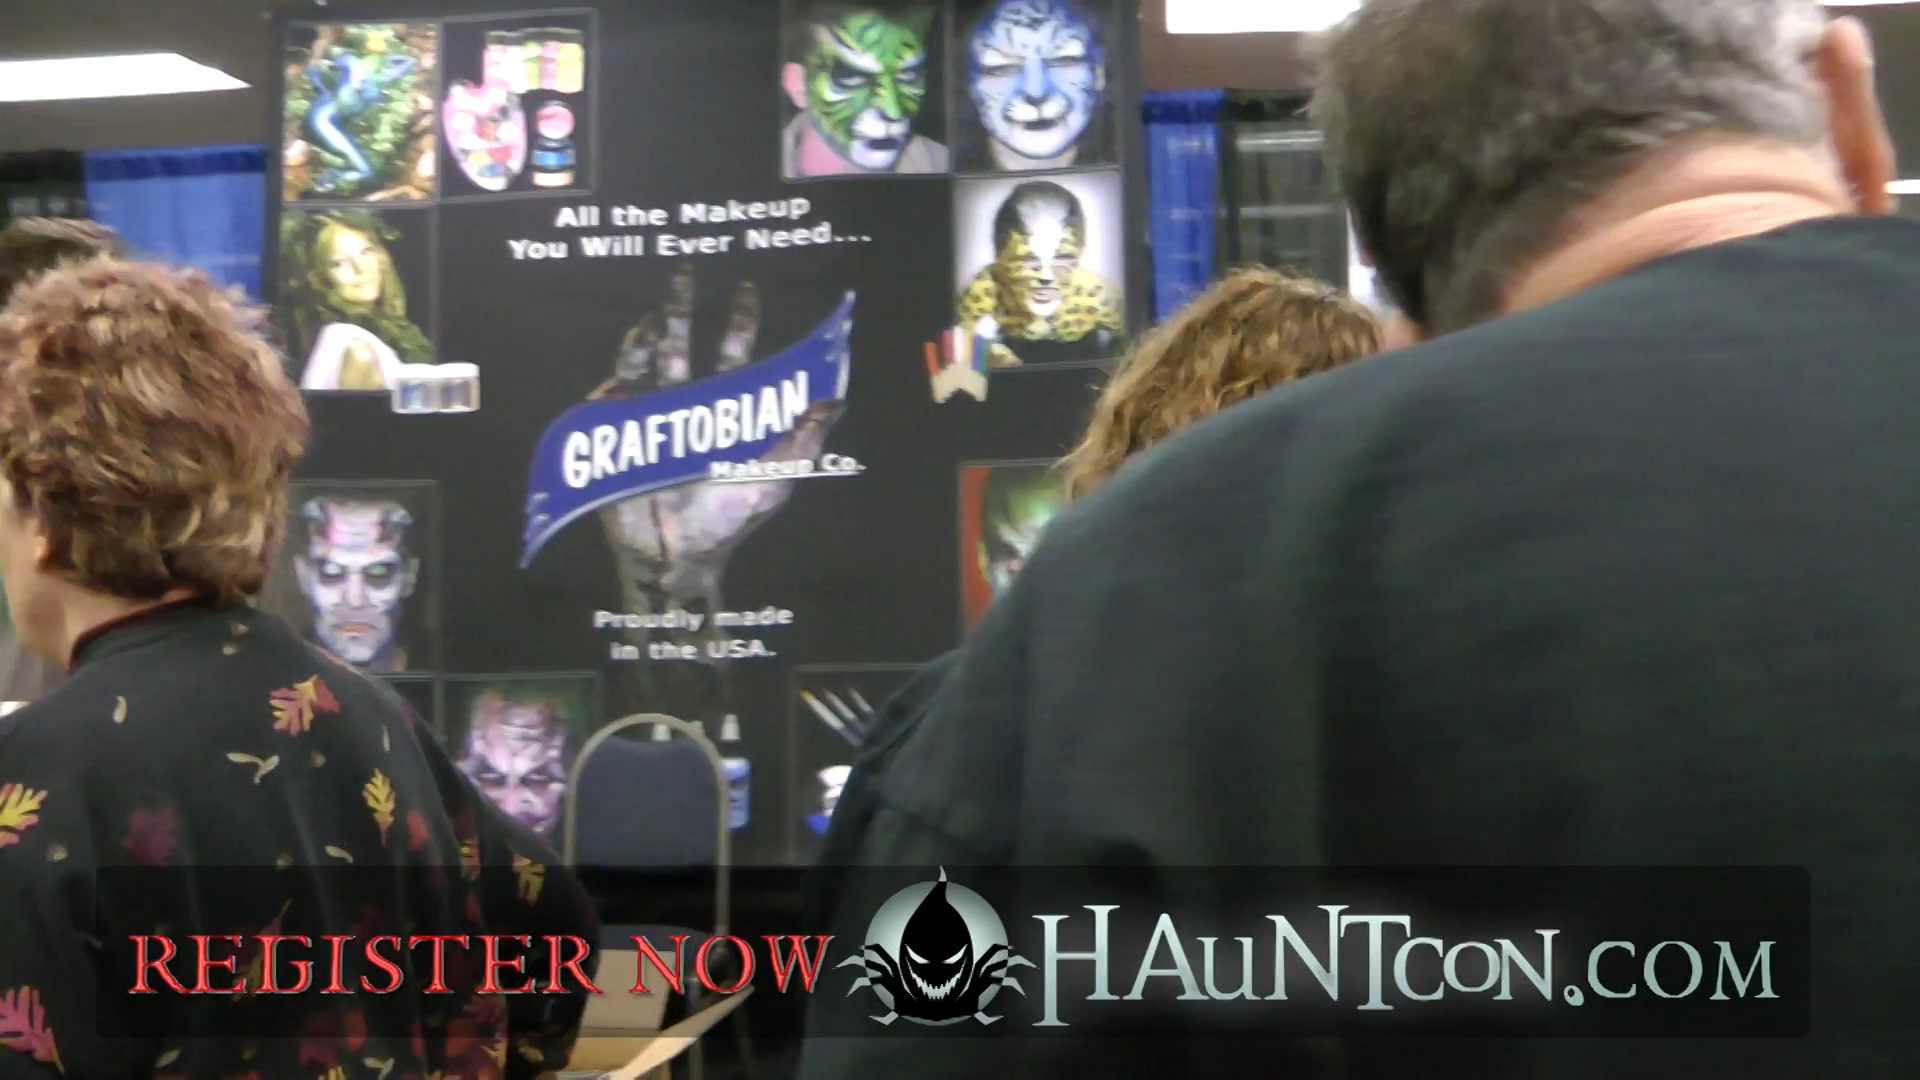 All the Makeup
You Will Ever Need...
GRAFTOBIAN
Makeup Co.
Proudly made
in the USA.
REGISTER NOW HAUNTCON.COM